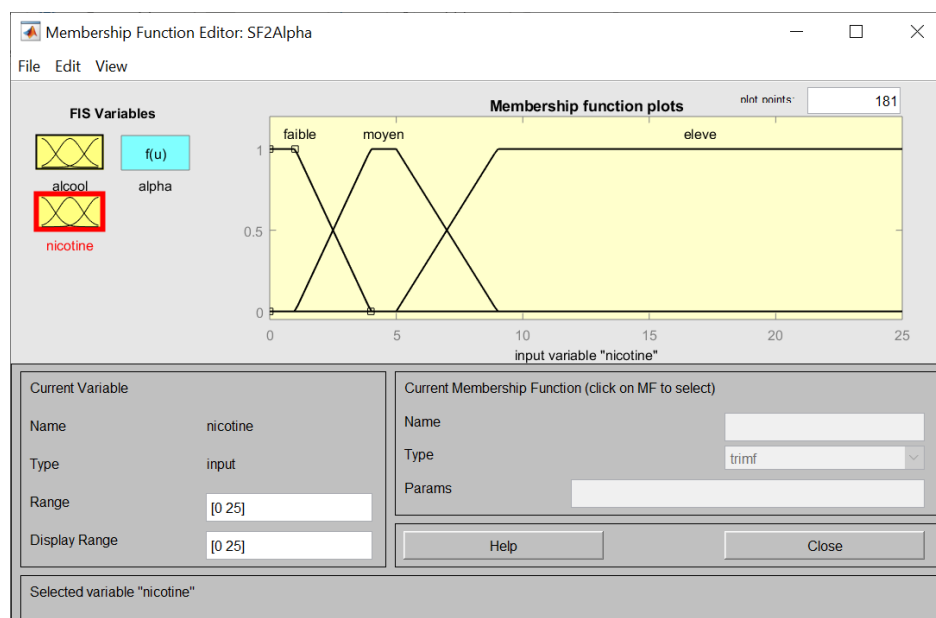 Membership Function Editor: SF2Alpha
File Edit View
FIS Variables
f(u)
alcool alpha
nicotine
Membership function plots
plot points: 181
faible moyen eleve
1
0.5
0
0 5 10 15 20 25
input variable "nicotine"
Current Variable
Name nicotine
Type input
Range [0 25]
Display Range [0 25]
Current Membership Function (click on MF to select)
Name
Type trimf
Params
Help Close
Selected variable "nicotine"